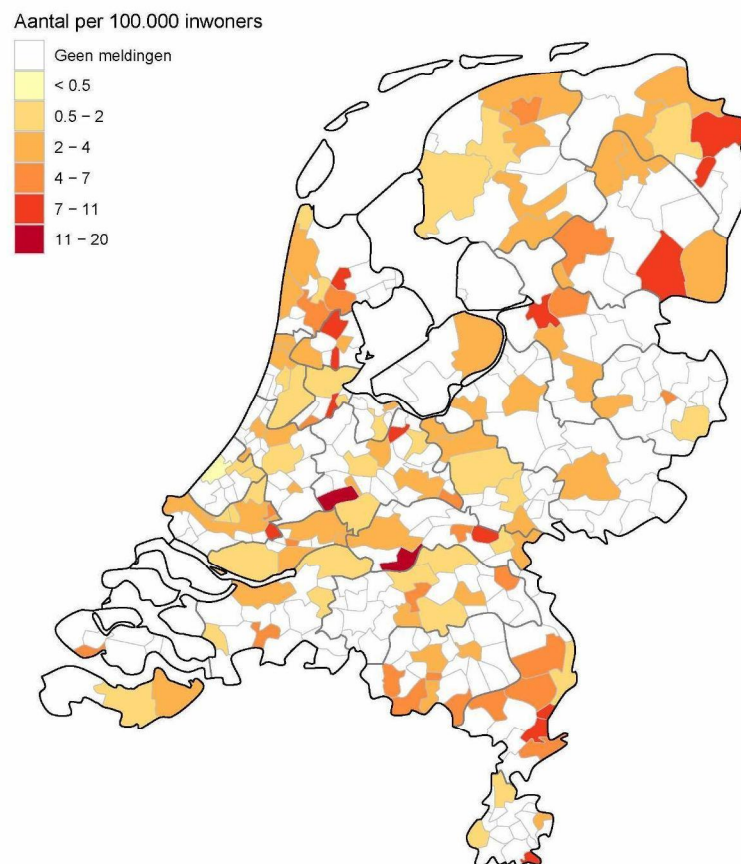 Aantal per 100.000 inwoners
Geen meldingen
< 0.5
0.5 – 2
2 – 4
4 – 7
7 – 11
11 – 20